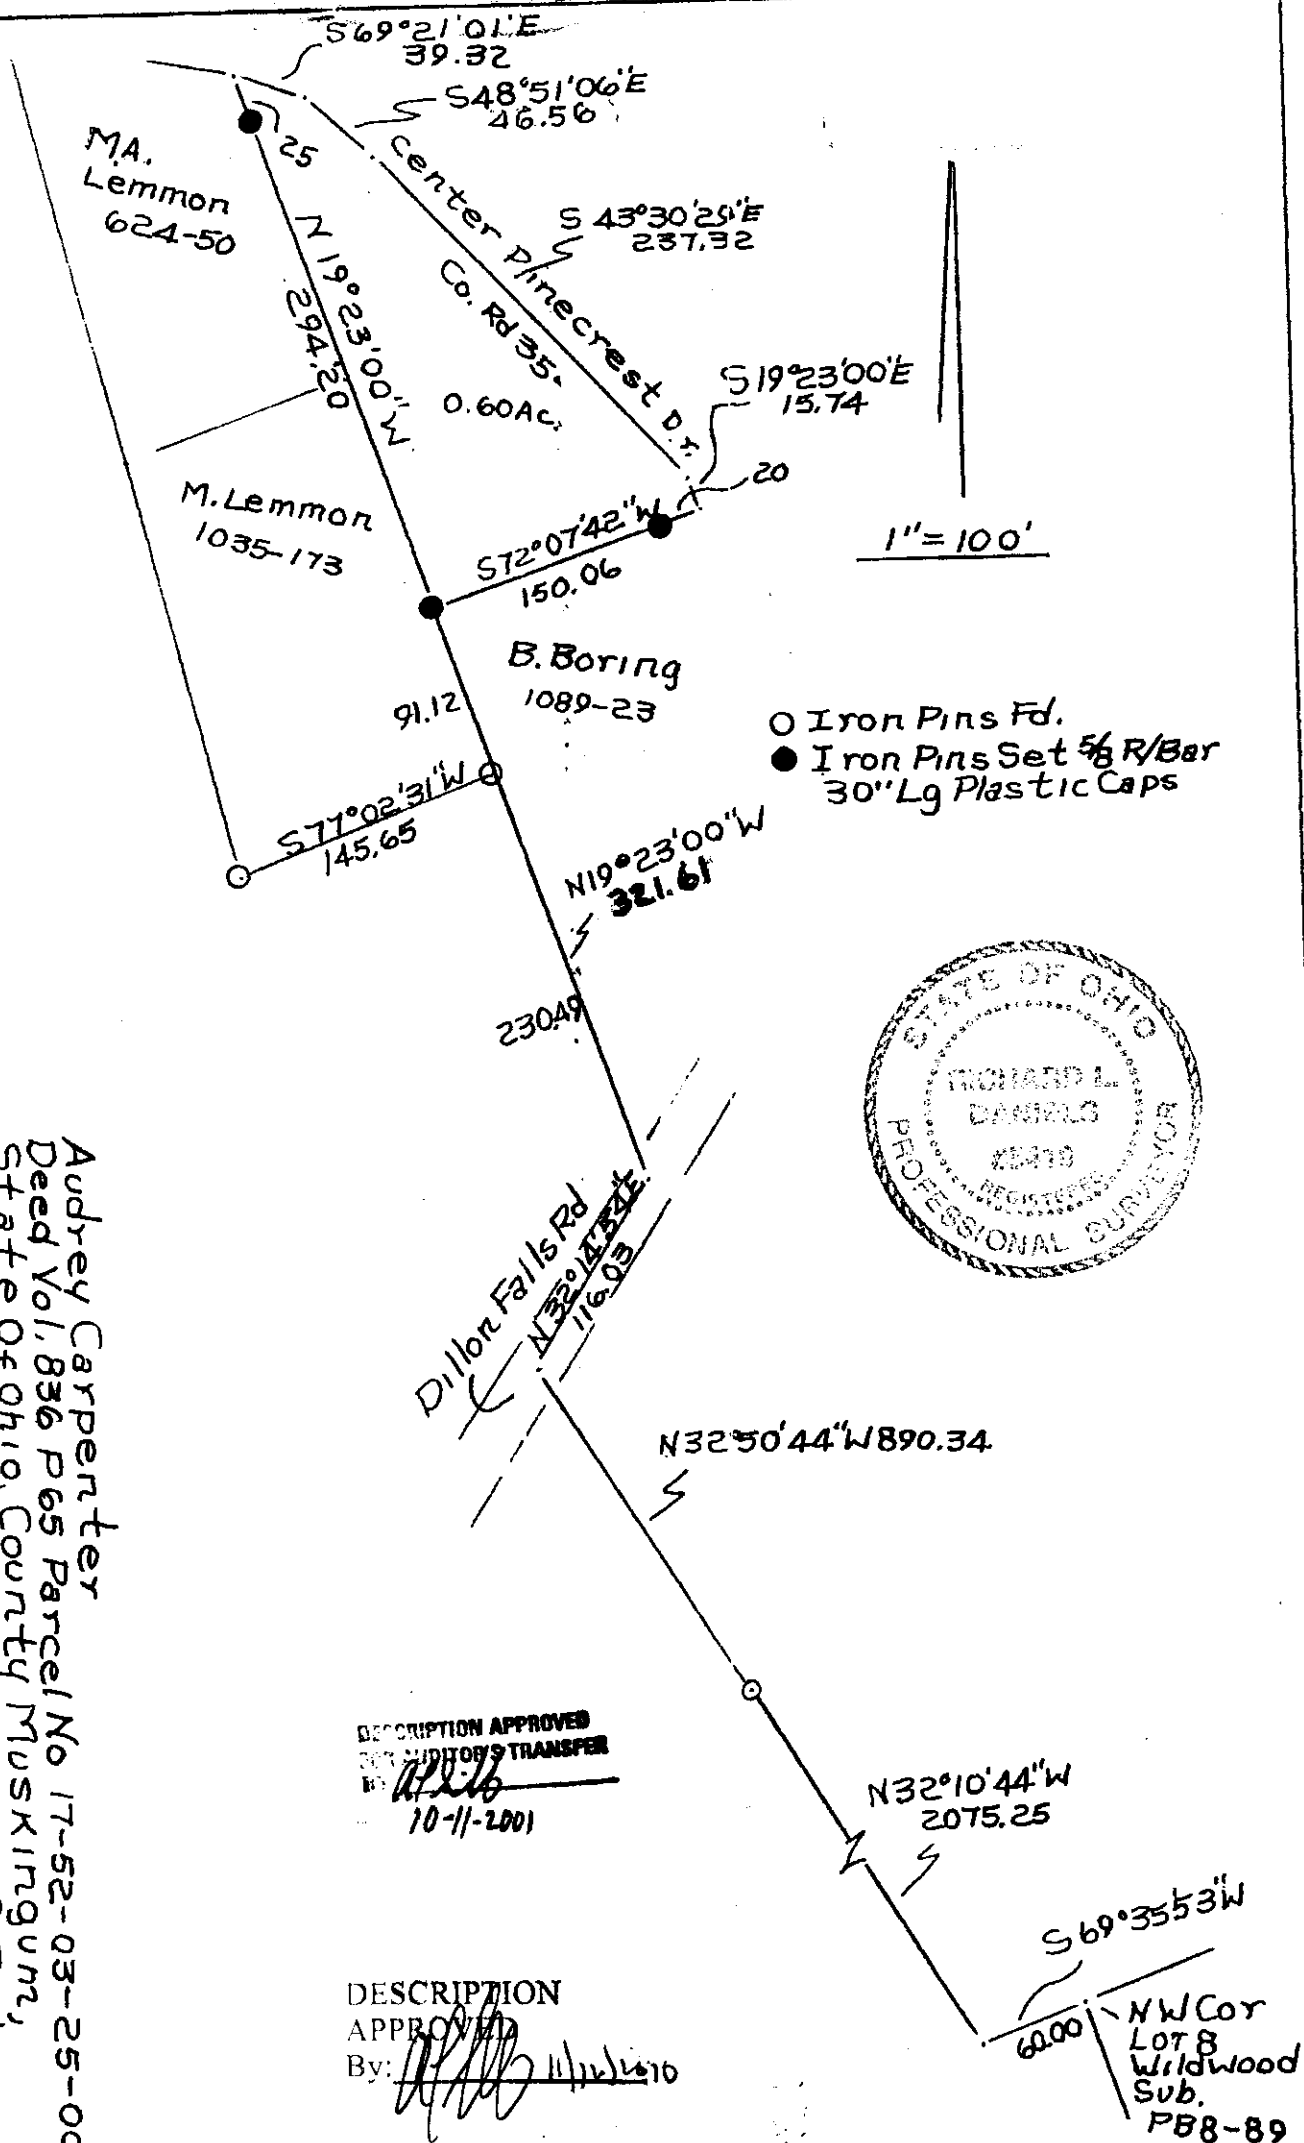 S69°21'01"E
39.32
S48°51'06"E
46.56
25
M.A.
Lemmon
624-50
Center Pinecrest Dr.
Co. Rd 35
S 43°30'25"E
237.32
N 19°23'00"W
294.20
0.60Ac.
S19°23'00"E
15.74
20
M. Lemmon
1035-173
S72°07'42"W
150.06
1"=100'
B. Boring
1089-23
91.12
O Iron Pins Fd.
● Iron Pins Set 5/8 R/Bar
30" Lg Plastic Caps
S77°02'31"W
145.65
N19°23'00"W
321.61
230.49
STATE OF OHIO
RICHARD L.
DANIELS
REGISTERED
PROFESSIONAL SURVEYOR
Dillon Falls Rd
N 32°14'34"E
116.03
N32°50'44"W 890.34
Audrey Carpenter
Deed Vol. 836 P65 Parcel No 17-52-03-25-00
State Of Ohio, County Muskingum,
DESCRIPTION APPROVED
FOR AUDITOR'S TRANSFER
BY
10-11-2001
N32°10'44"W
2075.25
S69°35'53"W
60.00
NW Cor
LOT 8
Wildwood
Sub.
PB8-89
DESCRIPTION
APPROVED
By: